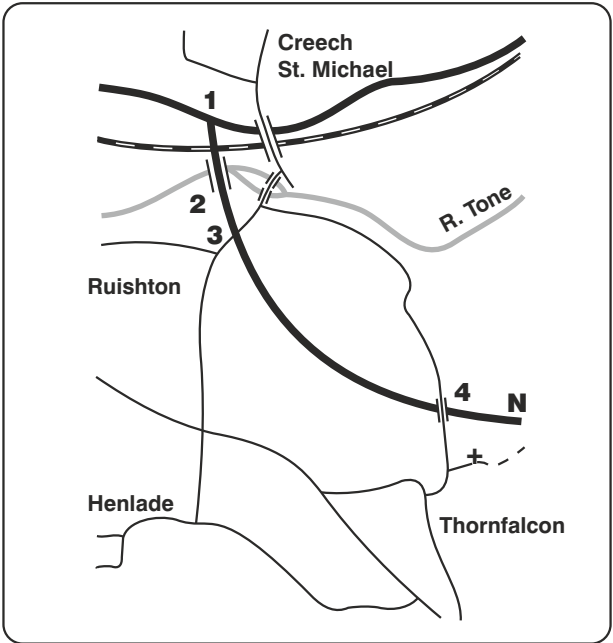 Creech
St. Michael
1
R. Tone
2
3
Ruishton
4
N
+
Henlade
Thornfalcon